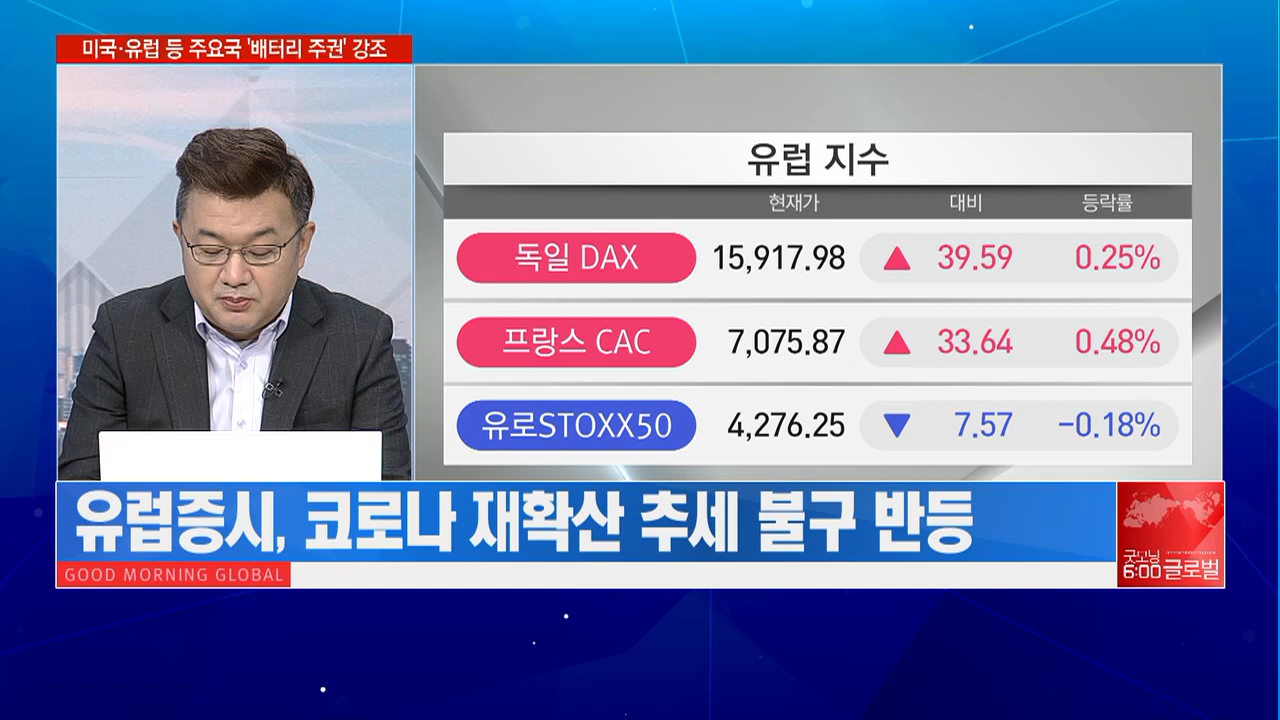 미국·유럽 등 주요국 '배터리 주권' 강조
유럽 지수
현재가 대비 등락률
독일 DAX 15,917.98 ▲ 39.59 0.25%
프랑스 CAC 7,075.87 ▲ 33.64 0.48%
유로STOXX50 4,276.25 ▼ 7.57 -0.18%
유럽증시, 코로나 재확산 추세 불구 반등
GOOD MORNING GLOBAL
굿모닝
6:00 글로벌